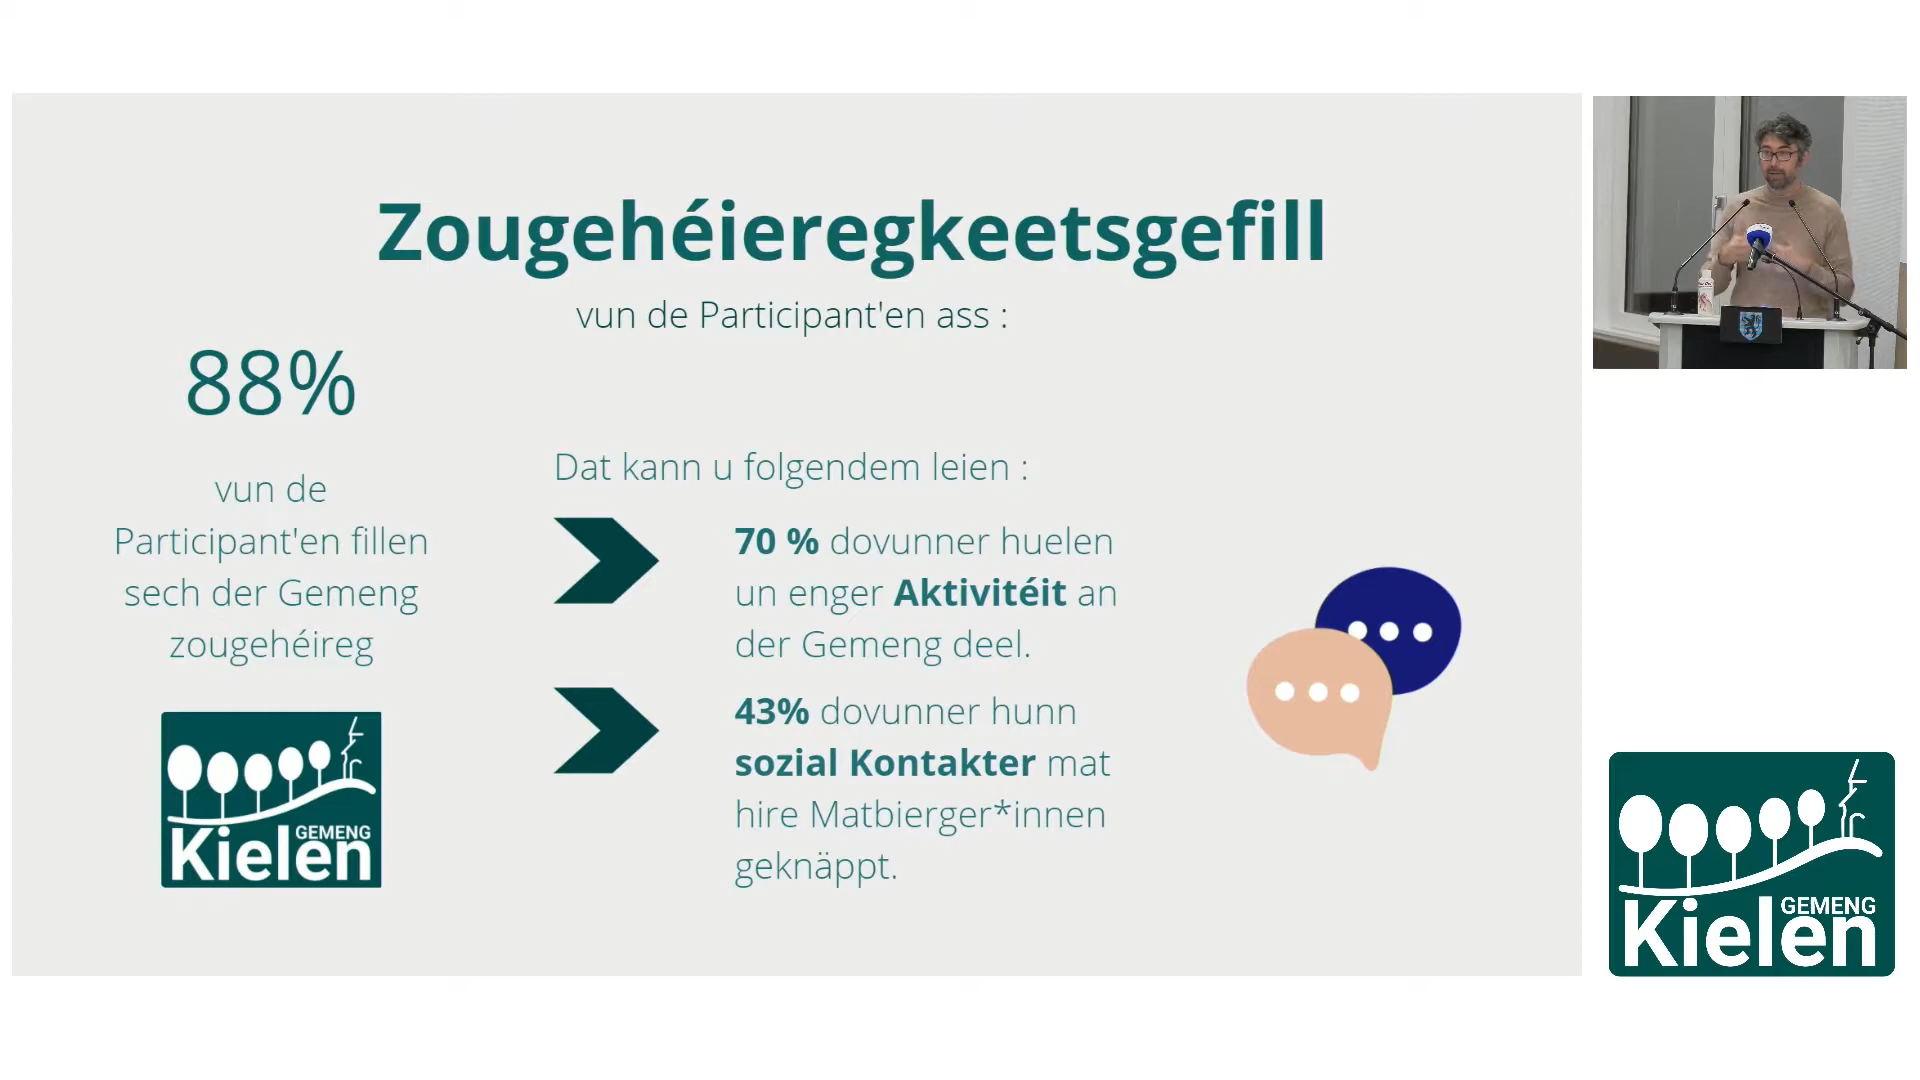 Zougehéieregkeetsgefill
vun de Participant'en ass :
88%
vun de
Participant'en fillen
sech der Gemeng
zougehéireg
GEMENG
Kielen
Dat kann u folgendem leien :
70 % dovunner huelen
un enger Aktivitéit an
der Gemeng deel.
43% dovunner hunn
sozial Kontakter mat
hire Matbierger*innen
geknäppt.
GEMENG
Kielen